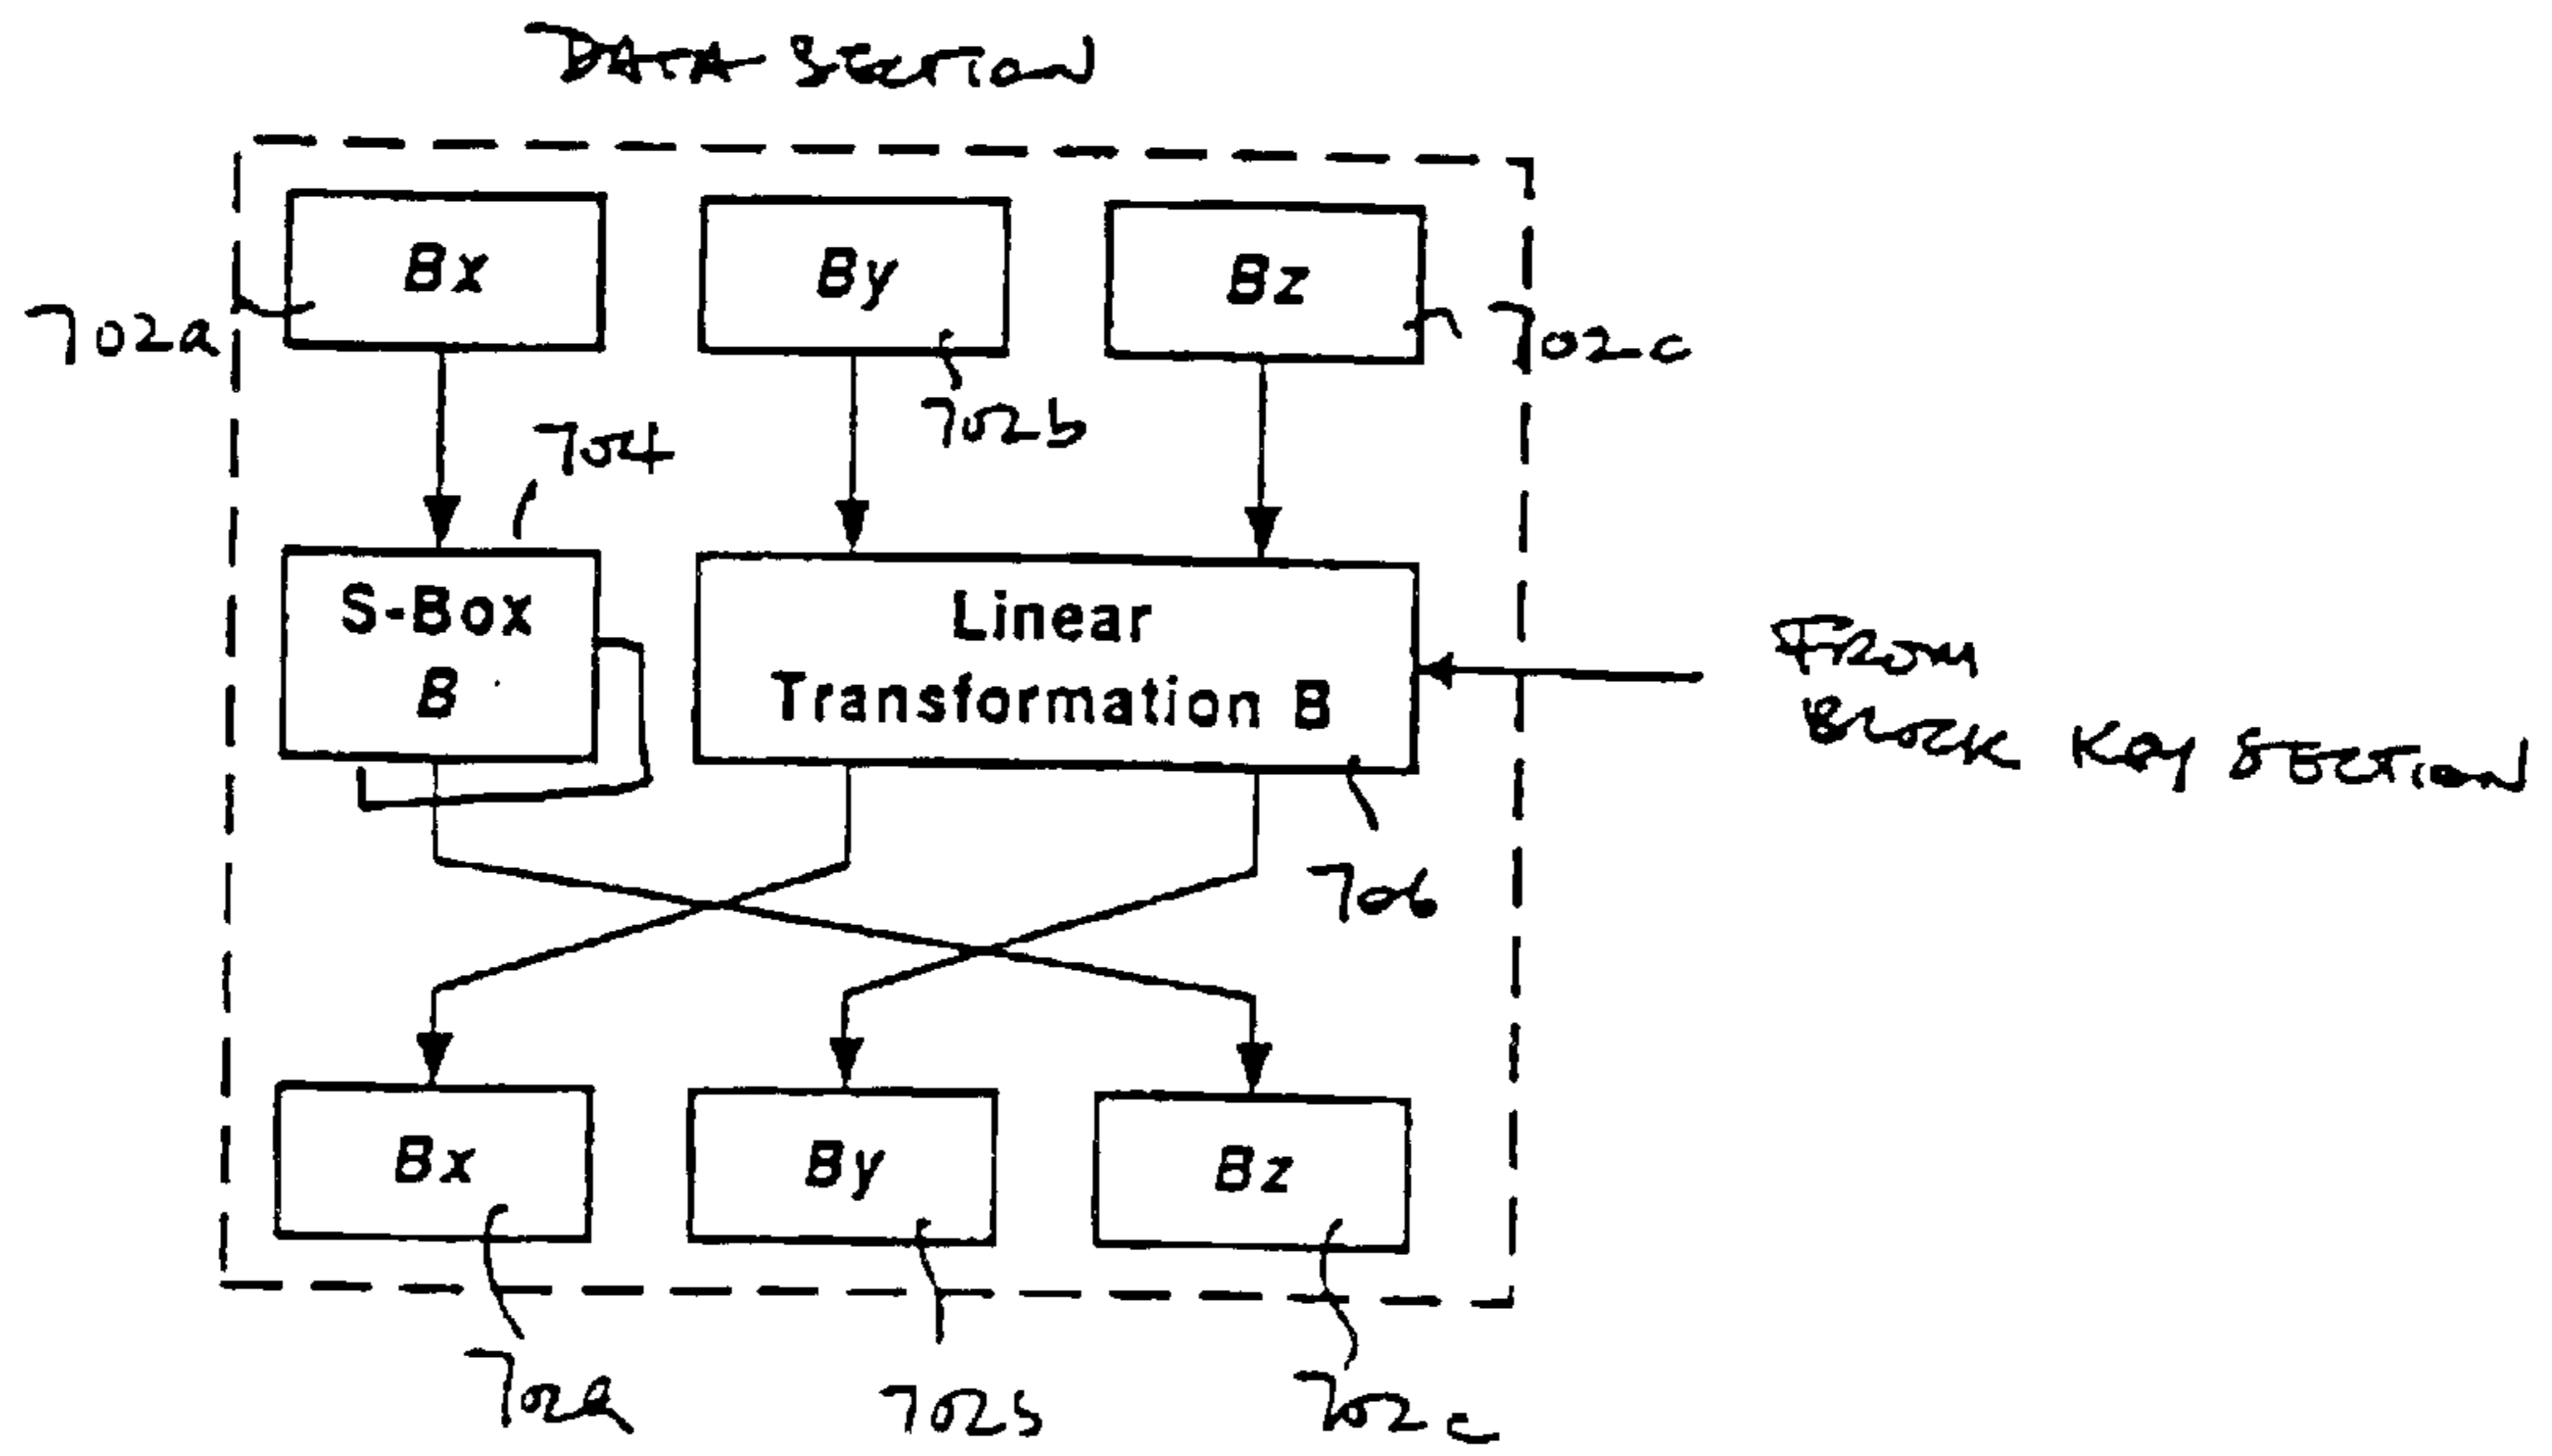 DATA SECTION
Bx
By
Bz
702a
702c
702b
704
S-Box
B
Linear
Transformation B
FROM
BLOCK KEY SECTION
706
Bx
By
Bz
702a
702b
702c